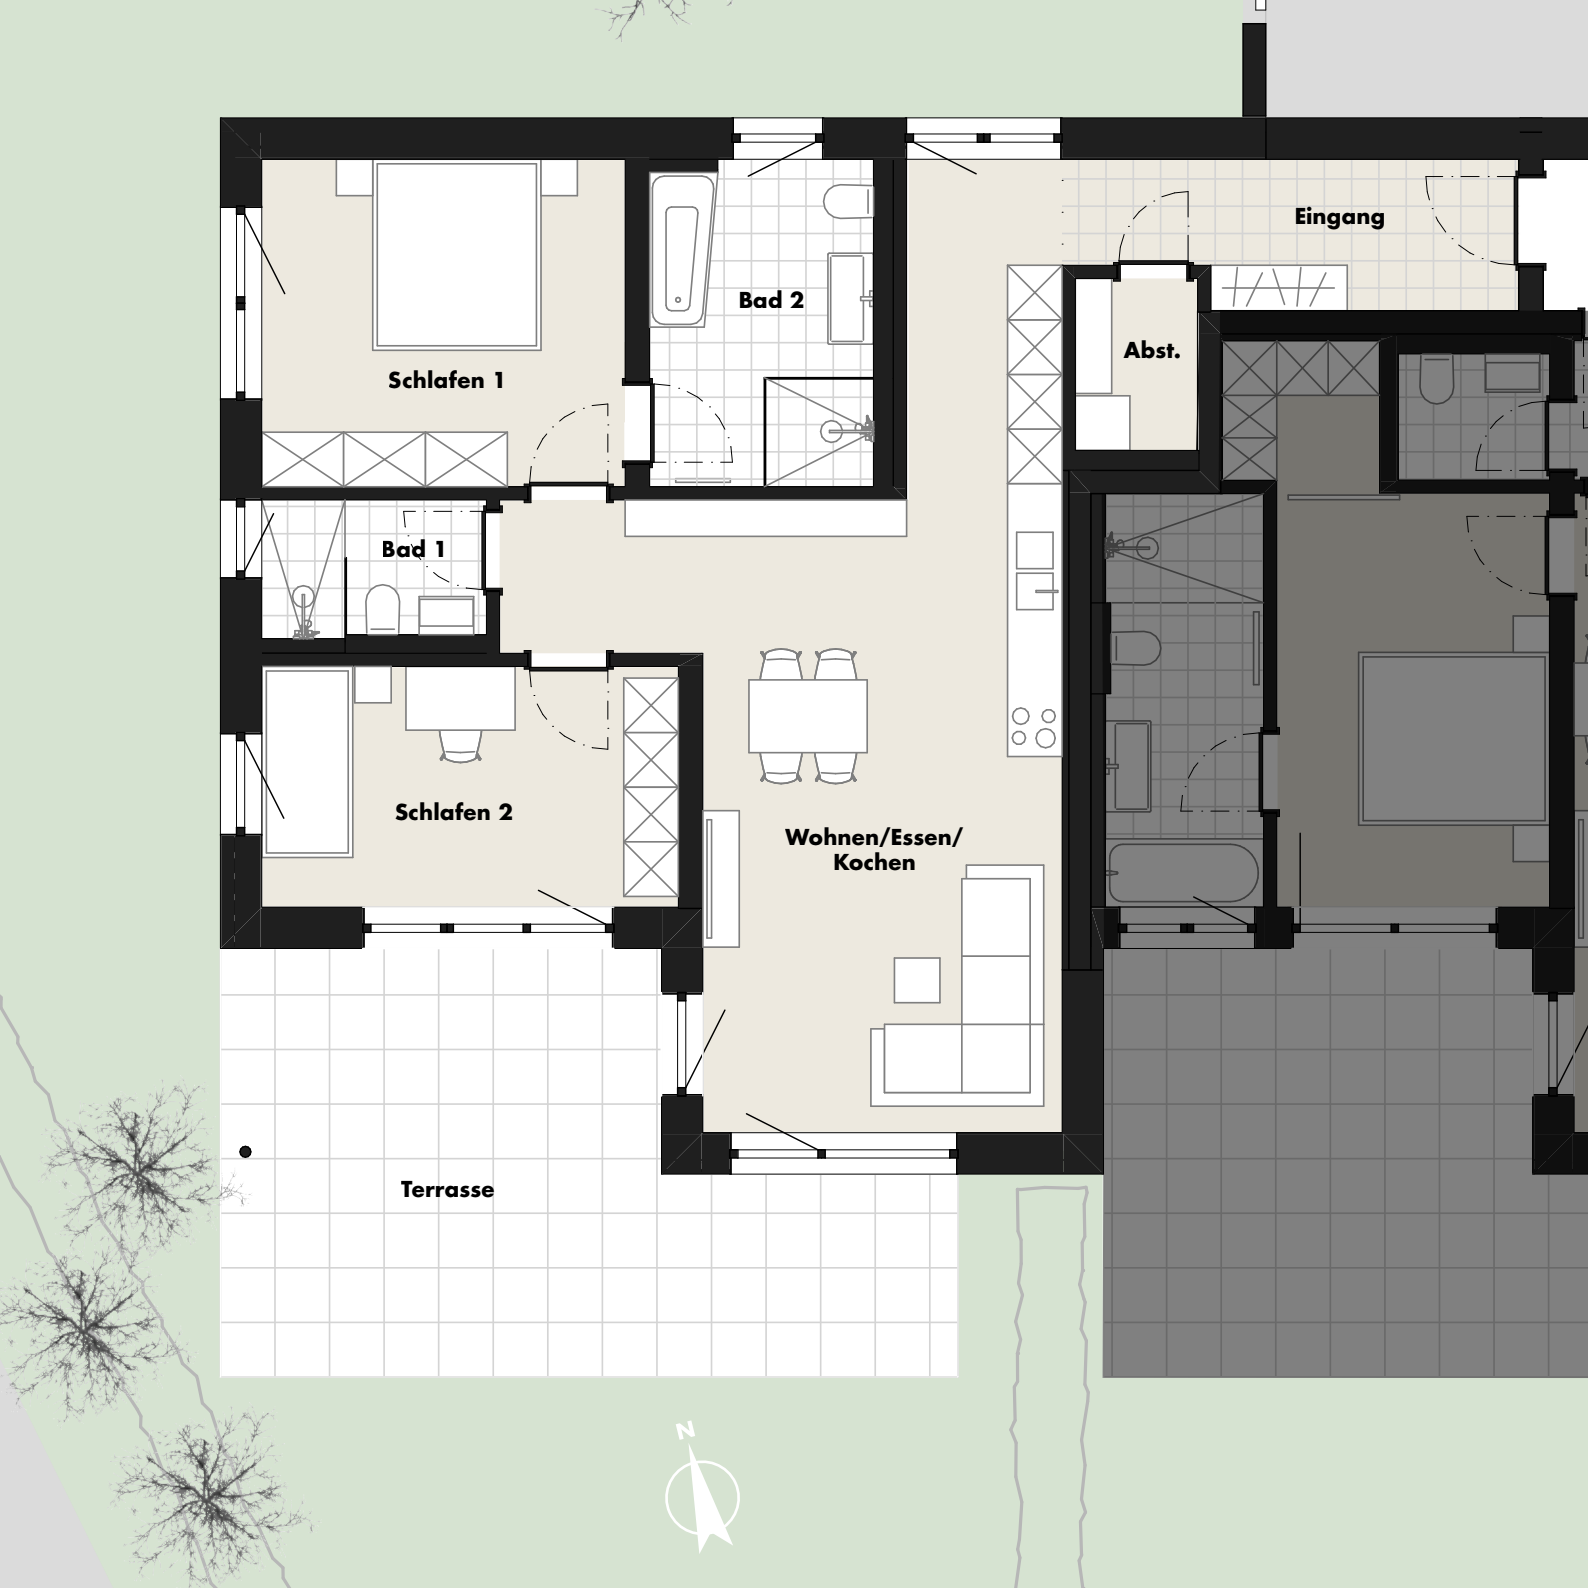 Eingang
Bad 2
Abst.
Schlafen 1
Bad 1
Schlafen 2
Wohnen/Essen/
Kochen
Terrasse
N